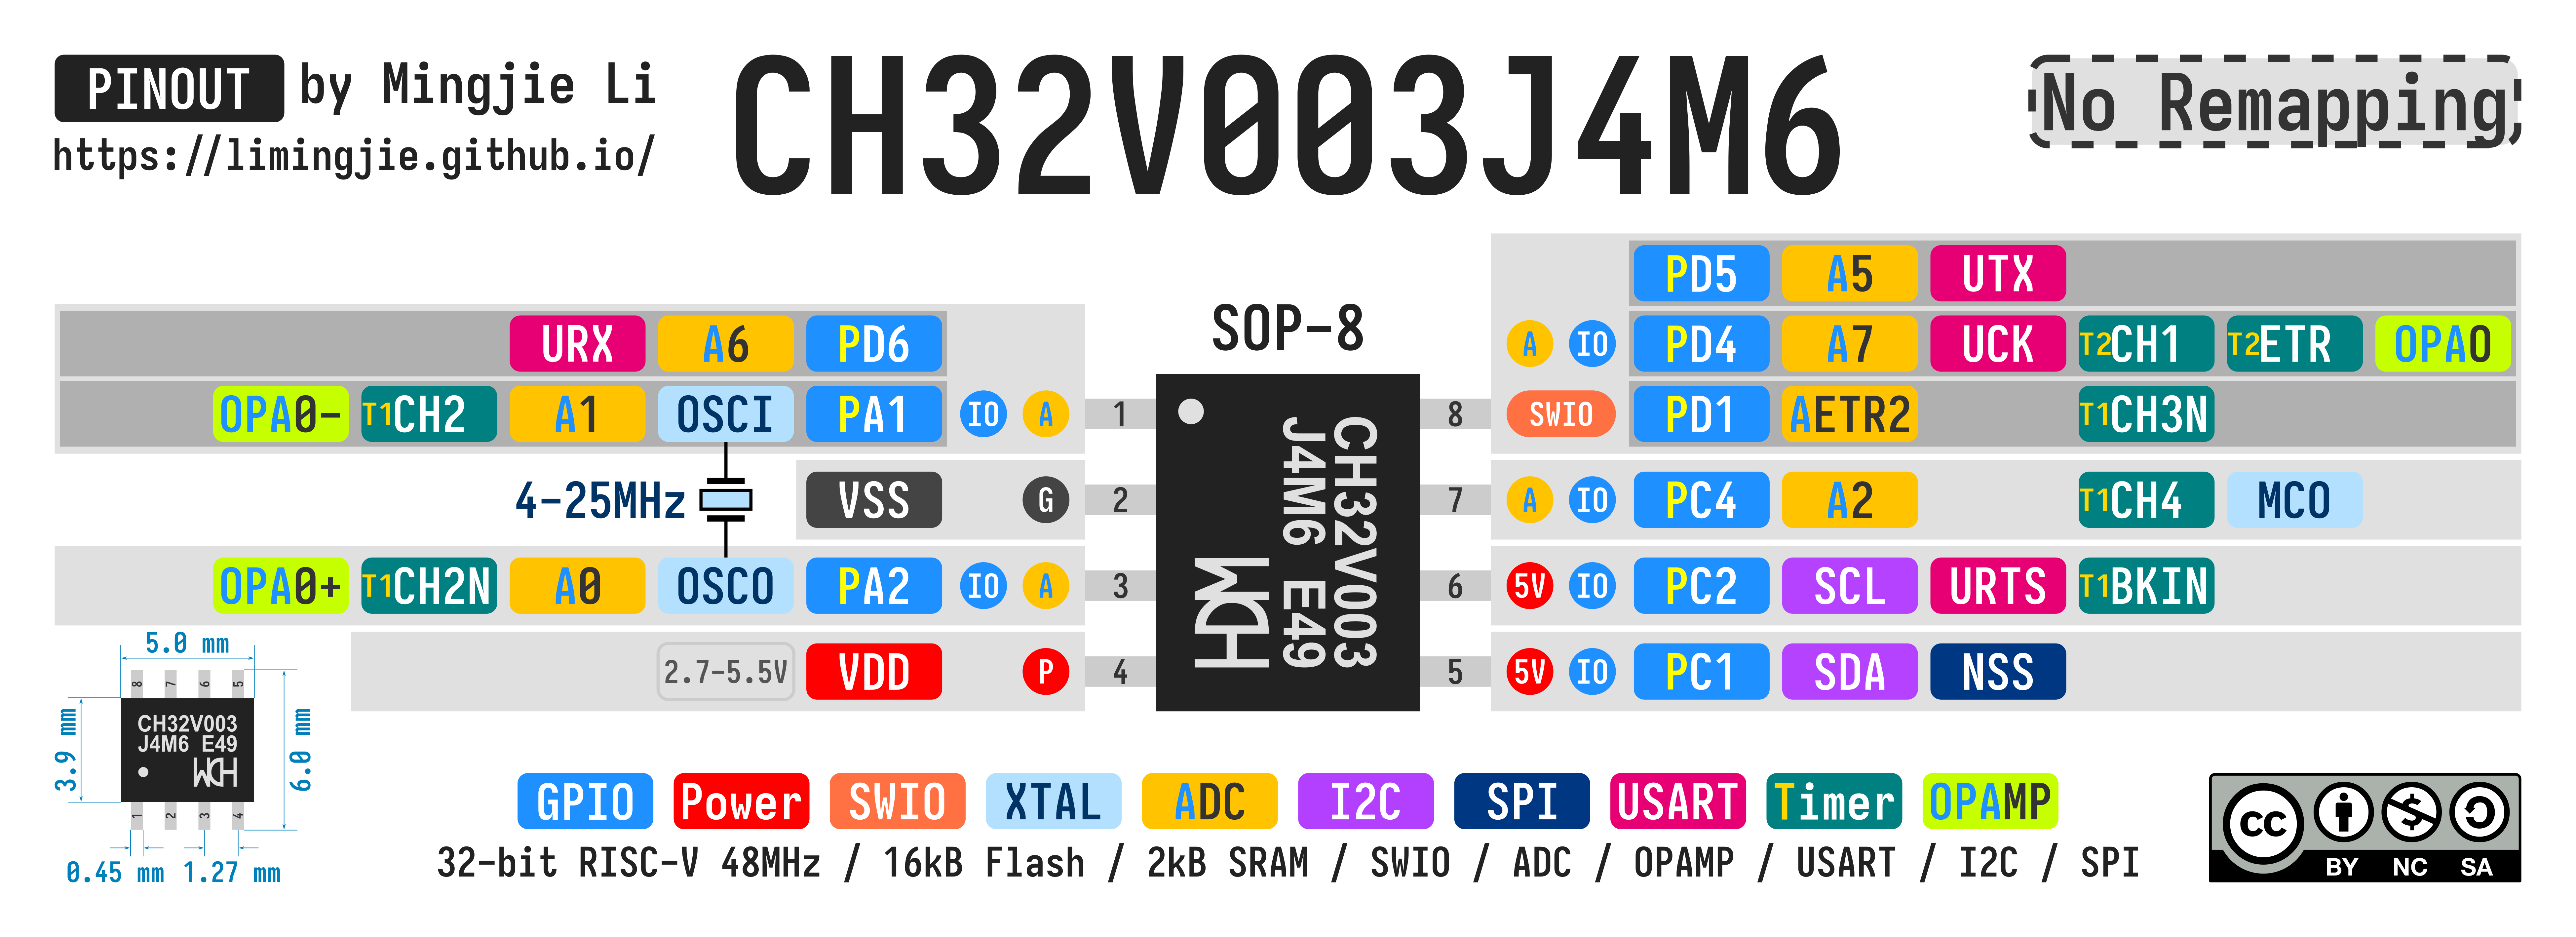 PINOUT by Mingjie Li
https://limingjie.github.io/
CH32V003J4M6
No Remapping
SOP-8
URX A6 PD6
OPA0- T1CH2 A1 OSCI PA1 IO A 1
4-25MHz VSS G 2
OPA0+ T1CH2N A0 OSCO PA2 IO A 3
2.7-5.5V VDD P 4
CH32V003
J4M6 E49
PD5 A5 UTX
A IO PD4 A7 UCK T2CH1 T2ETR OPAO
8 SWIO PD1 AETR2 T1CH3N
7 A IO PC4 A2 T1CH4 MCO
6 5V IO PC2 SCL URTS T1BKIN
5 5V IO PC1 SDA NSS
5.0 mm
8 7 6 5
3.9 mm
CH32V003
J4M6 E49
6.0 mm
1 2 3 4
0.45 mm 1.27 mm
GPIO Power SWIO XTAL ADC I2C SPI USART Timer OPAMP
32-bit RISC-V 48MHz / 16kB Flash / 2kB SRAM / SWIO / ADC / OPAMP / USART / I2C / SPI
cc
BY NC SA